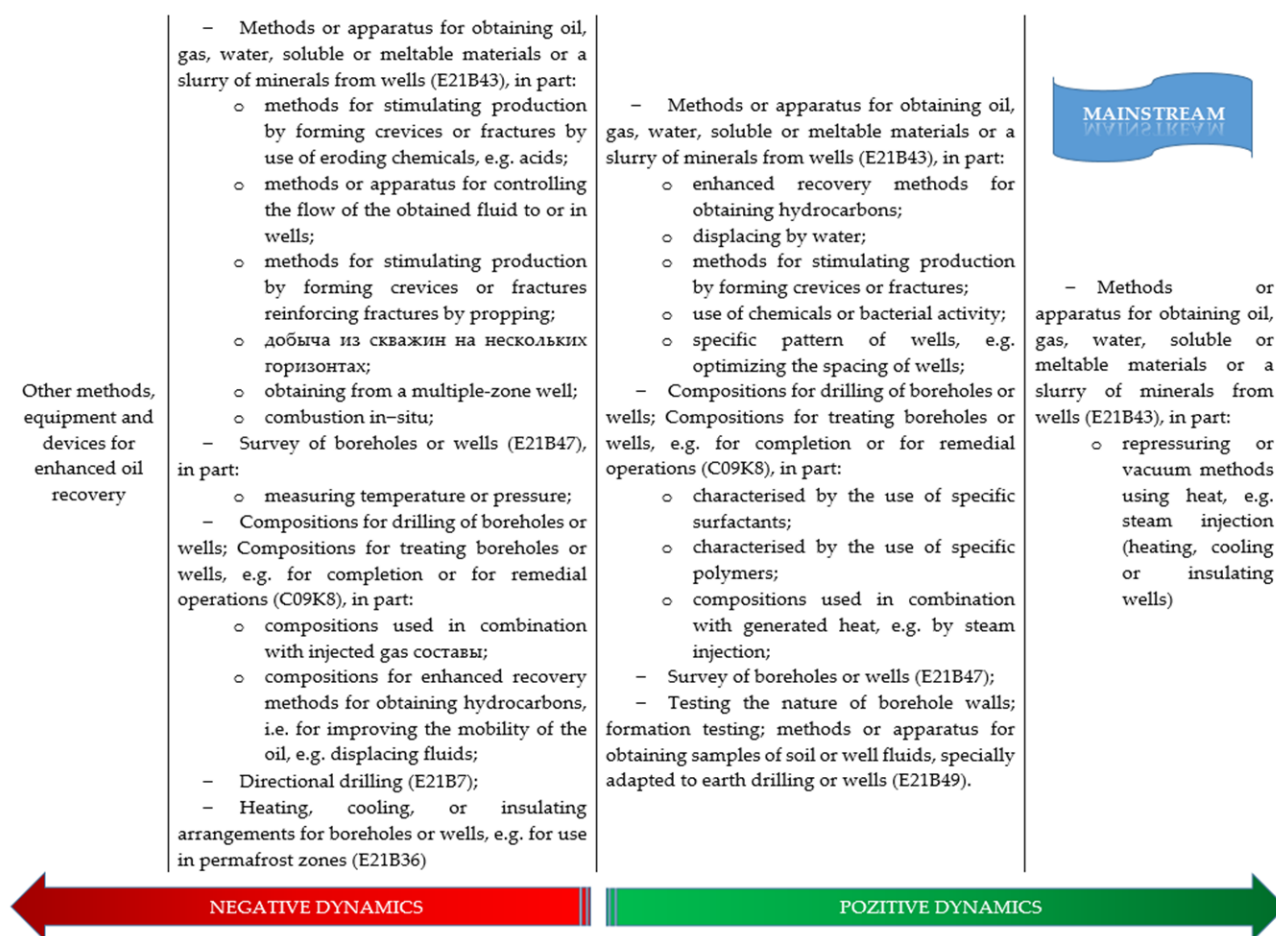 Other methods,
equipment and
devices for
enhanced oil
recovery
– Methods or apparatus for obtaining oil,
gas, water, soluble or meltable materials or a
slurry of minerals from wells (E21B43), in part:
o methods for stimulating production
by forming crevices or fractures by
use of eroding chemicals, e.g. acids;
o methods or apparatus for controlling
the flow of the obtained fluid to or in
wells;
o methods for stimulating production
by forming crevices or fractures
reinforcing fractures by propping;
o добыча из скважин на нескольких
горизонтах;
o obtaining from a multiple-zone well;
o combustion in–situ;
– Survey of boreholes or wells (E21B47),
in part:
o measuring temperature or pressure;
– Compositions for drilling of boreholes or
wells; Compositions for treating boreholes or
wells, e.g. for completion or for remedial
operations (C09K8), in part:
o compositions used in combination
with injected gas составы;
o compositions for enhanced recovery
methods for obtaining hydrocarbons,
i.e. for improving the mobility of the
oil, e.g. displacing fluids;
– Directional drilling (E21B7);
– Heating, cooling, or insulating
arrangements for boreholes or wells, e.g. for use
in permafrost zones (E21B36)
– Methods or apparatus for obtaining oil,
gas, water, soluble or meltable materials or a
slurry of minerals from wells (E21B43), in part:
o enhanced recovery methods for
obtaining hydrocarbons;
o displacing by water;
o methods for stimulating production
by forming crevices or fractures;
o use of chemicals or bacterial activity;
o specific pattern of wells, e.g.
optimizing the spacing of wells;
– Compositions for drilling of boreholes or
wells; Compositions for treating boreholes or
wells, e.g. for completion or for remedial
operations (C09K8), in part:
o characterised by the use of specific
surfactants;
o characterised by the use of specific
polymers;
o compositions used in combination
with generated heat, e.g. by steam
injection;
– Survey of boreholes or wells (E21B47);
– Testing the nature of borehole walls;
formation testing; methods or apparatus for
obtaining samples of soil or well fluids, specially
adapted to earth drilling or wells (E21B49).
MAINSTREAM
– Methods or
apparatus for obtaining oil,
gas, water, soluble or
meltable materials or a
slurry of minerals from
wells (E21B43), in part:
o repressuring or
vacuum methods
using heat, e.g.
steam injection
(heating, cooling
or insulating
wells)
NEGATIVE DYNAMICS
POZITIVE DYNAMICS